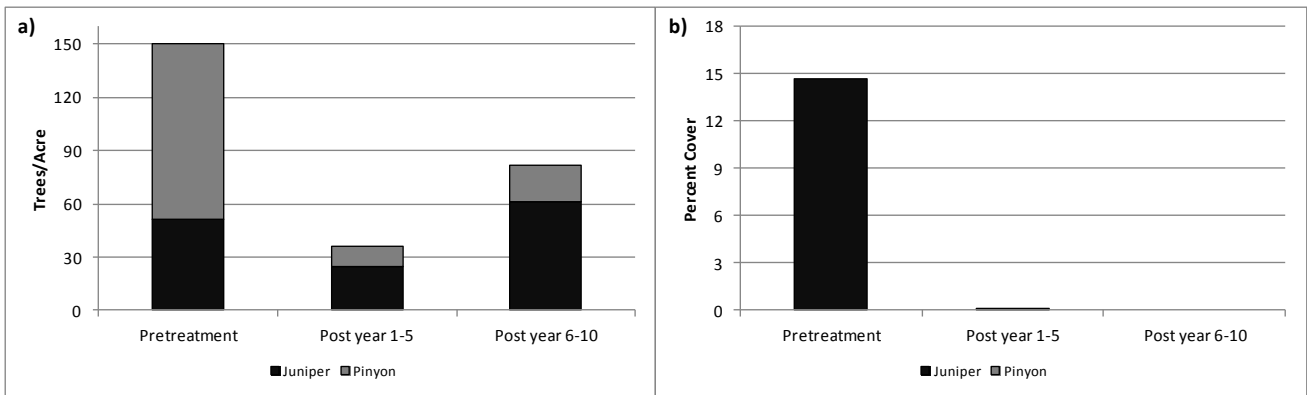 a)
Trees/Acre
150
120
90
60
30
0
Pretreatment Post year 1-5 Post year 6-10
Juniper Pinyon
b)
Percent Cover
18
15
12
9
6
3
0
Pretreatment Post year 1-5 Post year 6-10
Juniper Pinyon